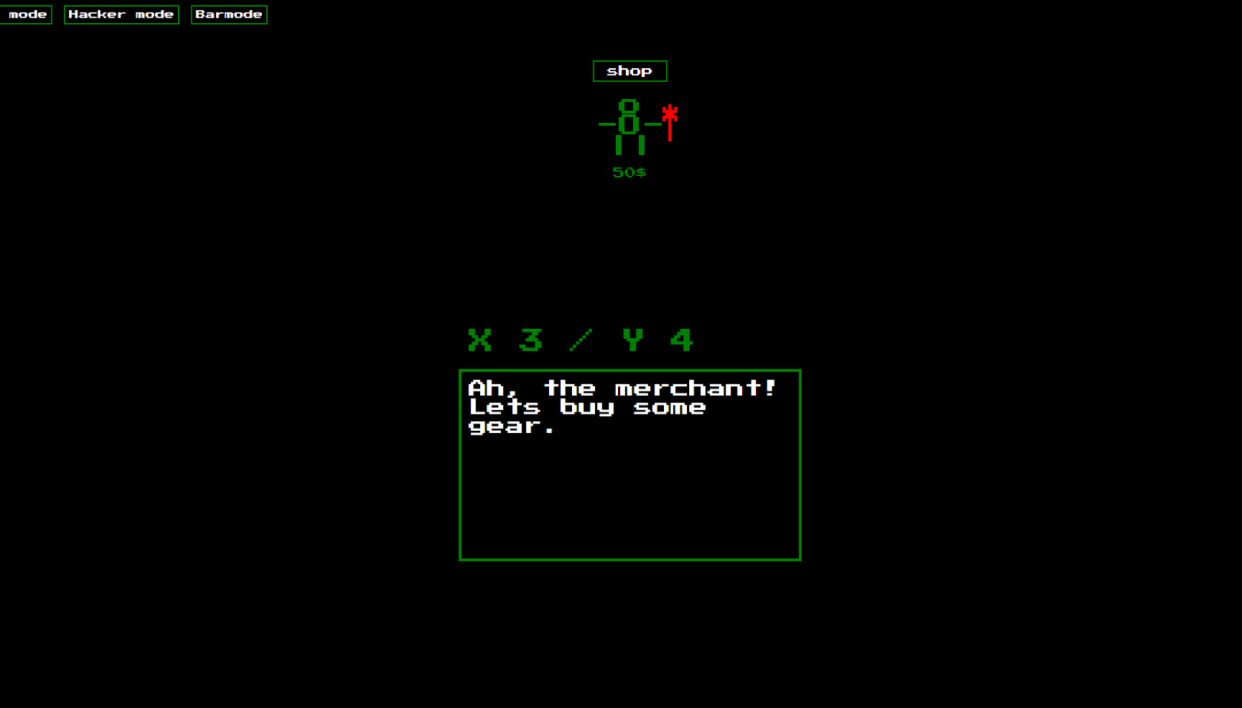 mode Hacker mode Barmode
shop
50$
X 3 / Y 4
Ah, the merchant!
Lets buy some
gear.